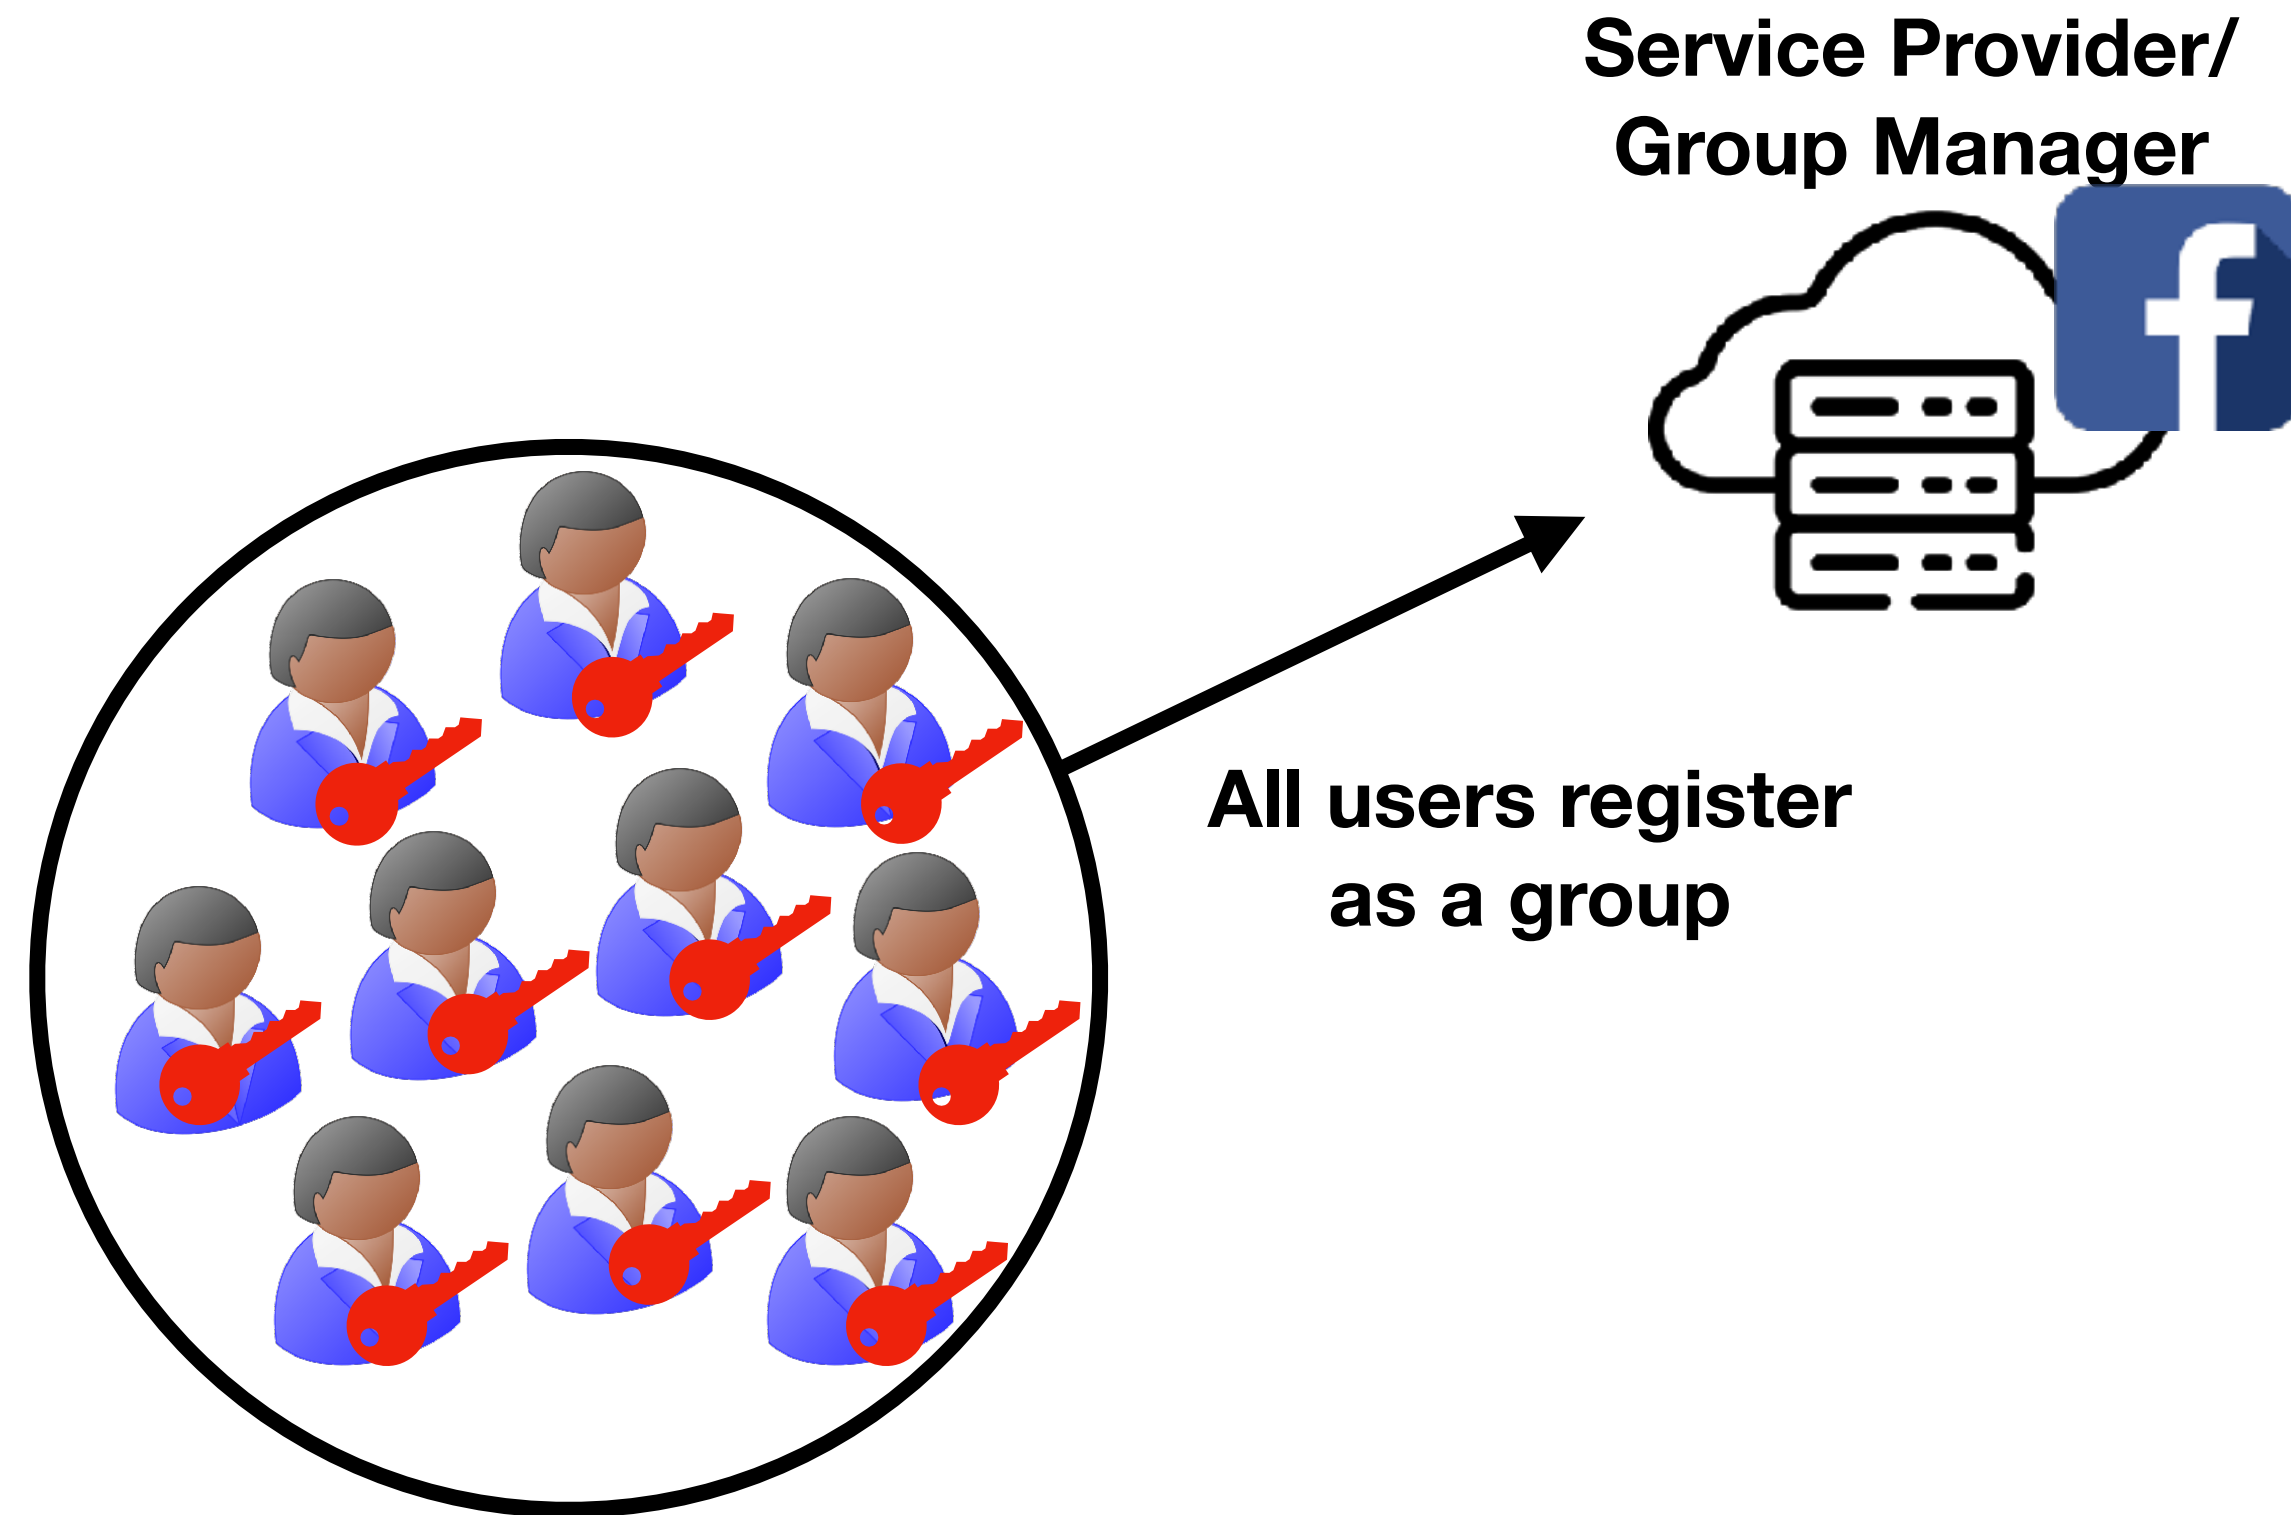 Service Provider/
Group Manager
f
All users register
as a group